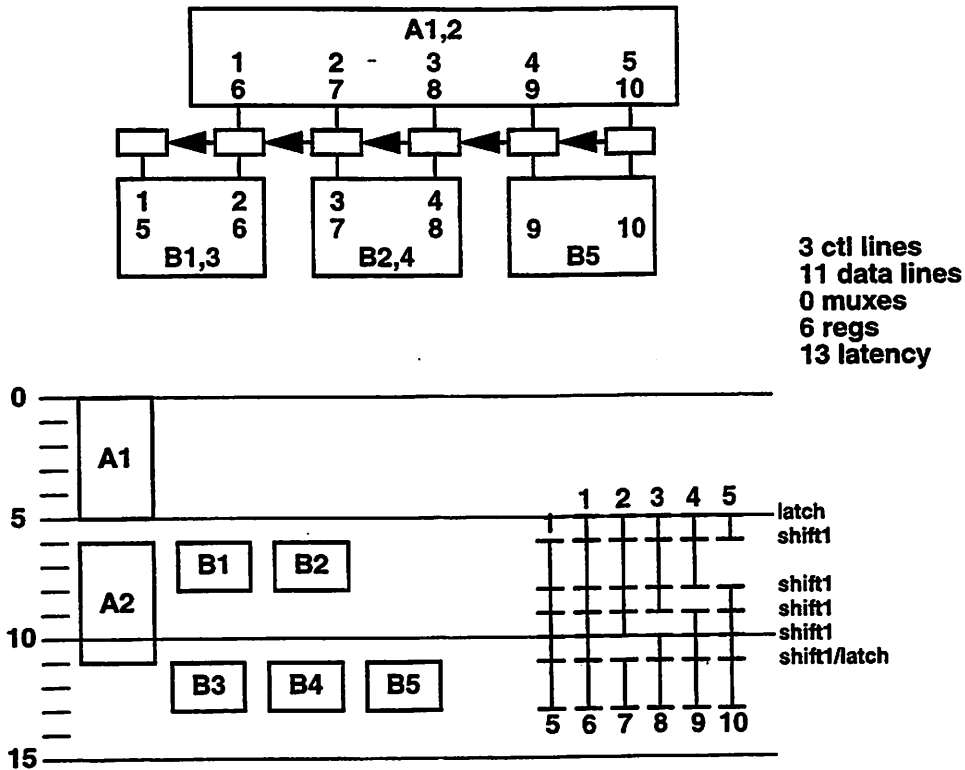 A1,2
1 2 3 4 5
6 7 8 9 10
1 2 3 4
5 6 7 8 9 10
B1,3 B2,4 B5
3 ctl lines
11 data lines
0 muxes
6 regs
13 latency
0
A1
1 2 3 4 5
5
latch
shift1
B1 B2
A2
shift1
shift1
10
shift1
shift1/latch
B3 B4 B5
5 6 7 8 9 10
15